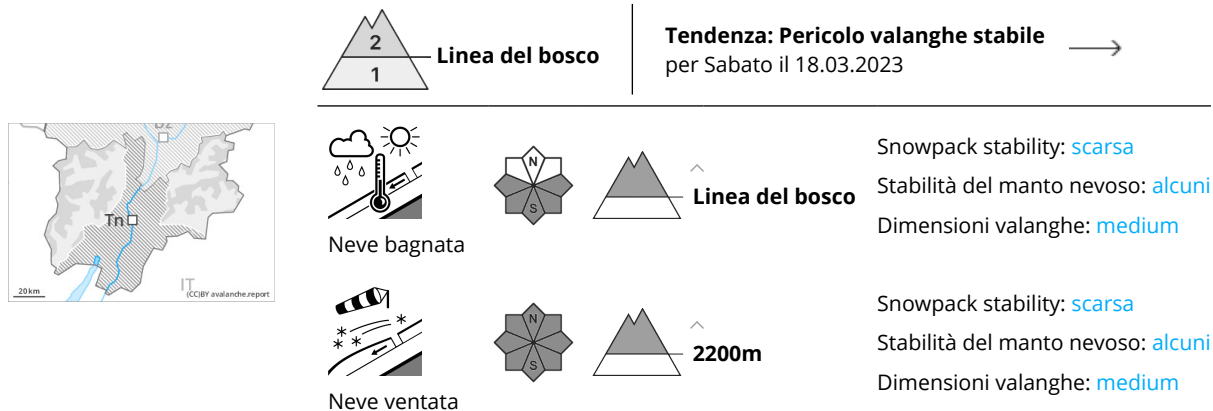 2
1
Linea del bosco
Tendenza: Pericolo valanghe stabile
per Sabato il 18.03.2023
Tn
IT
20 km
(CC)BY avalanche.report
N
S
Linea del bosco
Neve bagnata
Snowpack stability: scarsa
Stabilità del manto nevoso: alcuni
Dimensioni valanghe: medium
N
S
2200m
Neve ventata
Snowpack stability: scarsa
Stabilità del manto nevoso: alcuni
Dimensioni valanghe: medium